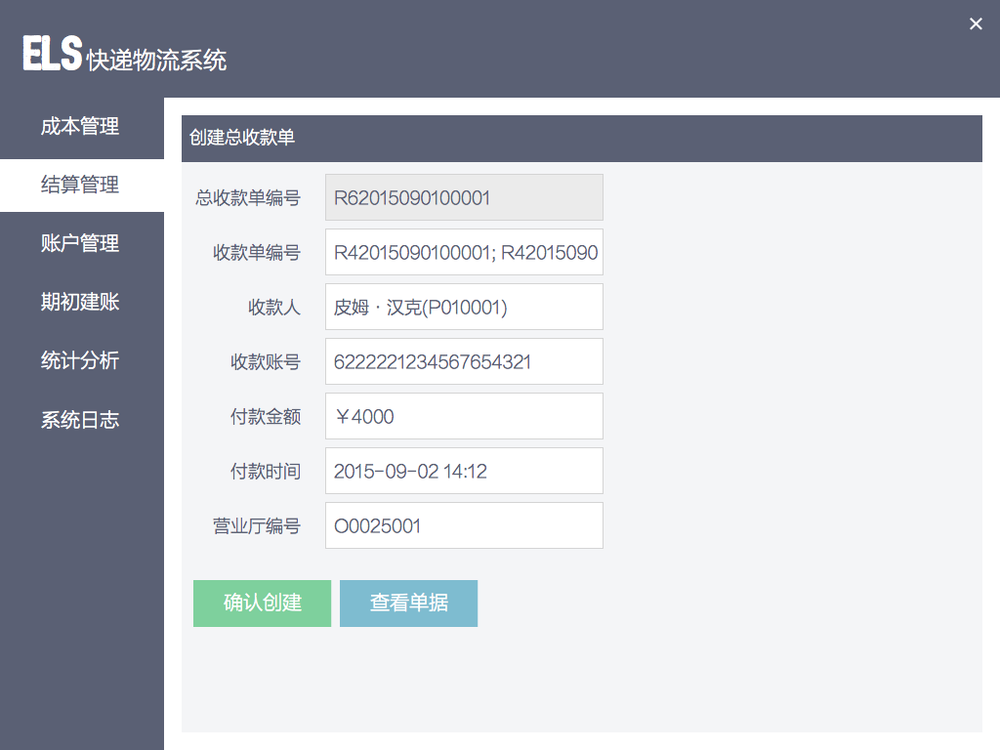 ×
ELS 快递物流系统
成本管理
结算管理
账户管理
期初建账
统计分析
系统日志
创建总收款单
总收款单编号 R62015090100001
收款单编号 R42015090100001; R42015090
收款人 皮姆·汉克(P010001)
收款账号 6222221234567654321
付款金额 ￥4000
付款时间 2015-09-02 14:12
营业厅编号 O0025001
确认创建 查看单据